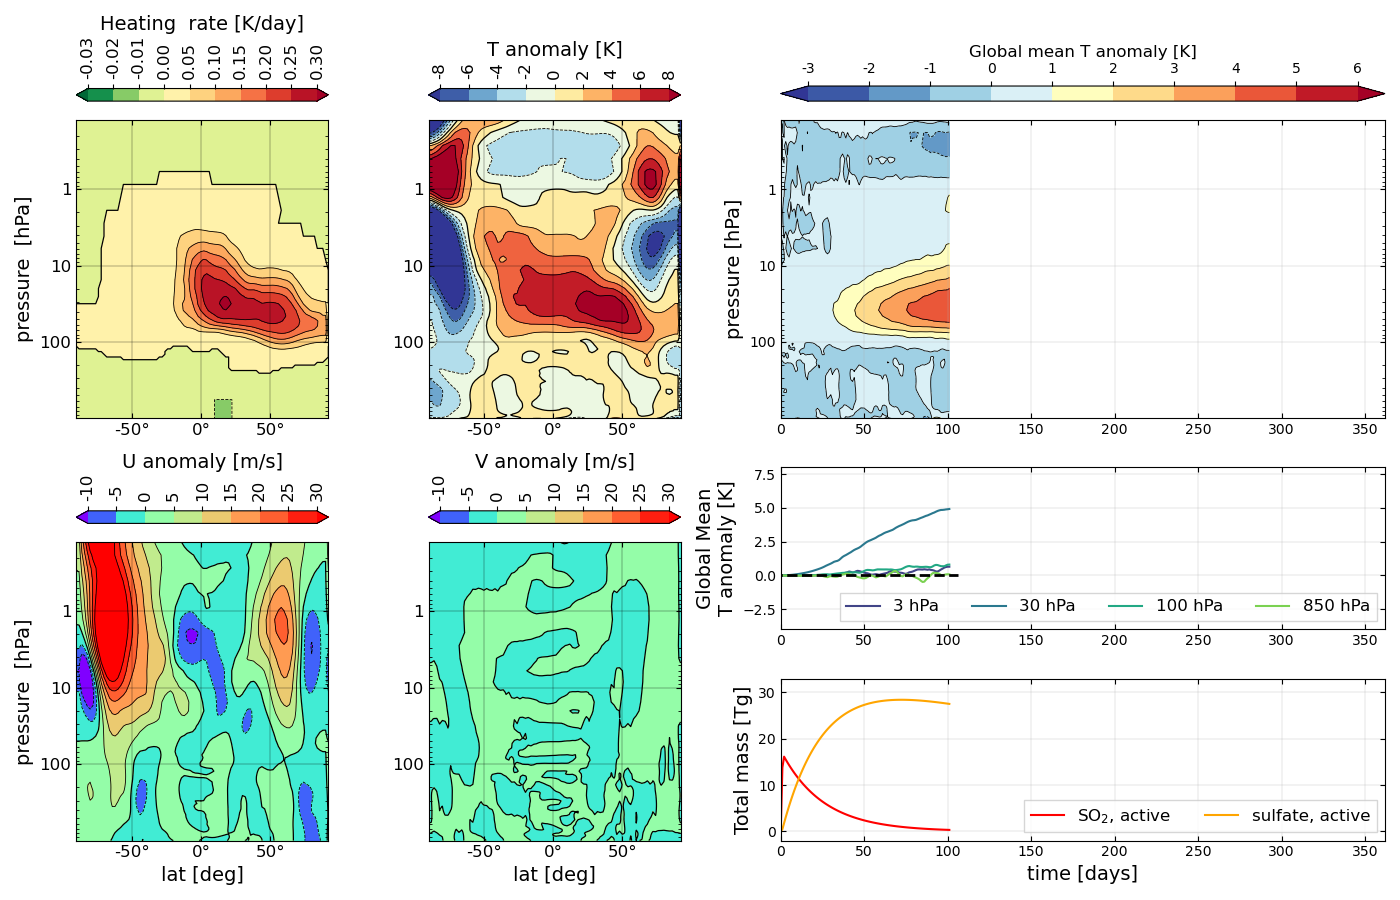 Heating  rate [K/day]
-0.03 -0.02 -0.01 0.00 0.05 0.10 0.15 0.20 0.25 0.30
pressure  [hPa]
1
10
100
-50° 0° 50°
T anomaly [K]
-8 -6 -4 -2 0 2 4 6 8
1
10
100
-50° 0° 50°
Global mean T anomaly [K]
-3 -2 -1 0 1 2 3 4 5 6
pressure  [hPa]
1
10
100
0 50 100 150 200 250 300 350
U anomaly [m/s]
-10 -5 0 5 10 15 20 25 30
pressure  [hPa]
1
10
100
-50° 0° 50°
lat [deg]
V anomaly [m/s]
-10 -5 0 5 10 15 20 25 30
1
10
100
-50° 0° 50°
lat [deg]
Global Mean
T anomaly [K]
7.5
5.0
2.5
0.0
−2.5
3 hPa 30 hPa 100 hPa 850 hPa
Total mass [Tg]
30
20
10
0
SO₂, active sulfate, active
0 50 100 150 200 250 300 350
time [days]